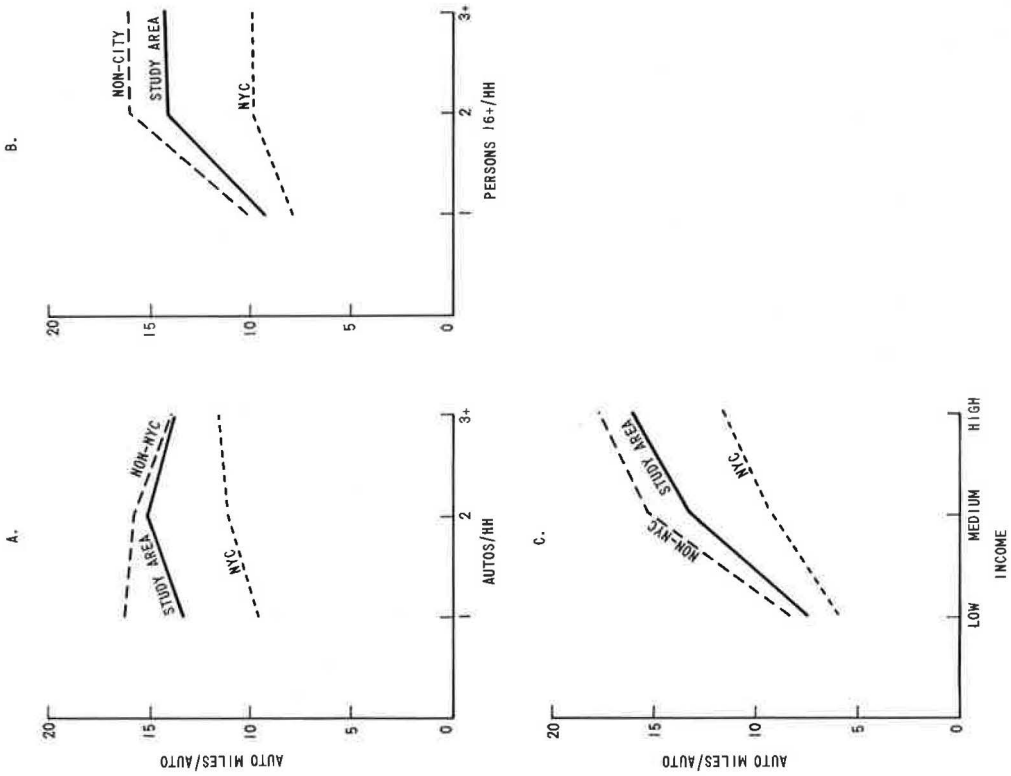 A.
20
15
10
5
0
AUTO MILES/AUTO
NON-NYC
STUDY AREA
NYC
1
2
3+
AUTOS/HH
B.
20
15
10
5
0
NON-CITY
STUDY AREA
NYC
1
2
3+
PERSONS 16+/HH
C.
20
15
10
5
0
AUTO MILES/AUTO
STUDY AREA
NON-NYC
NYC
LOW
MEDIUM
HIGH
INCOME